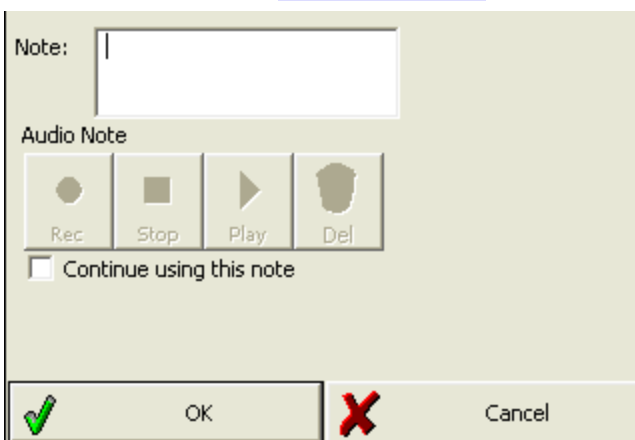 Note:
Audio Note
Rec Stop Play Del
Continue using this note
OK Cancel